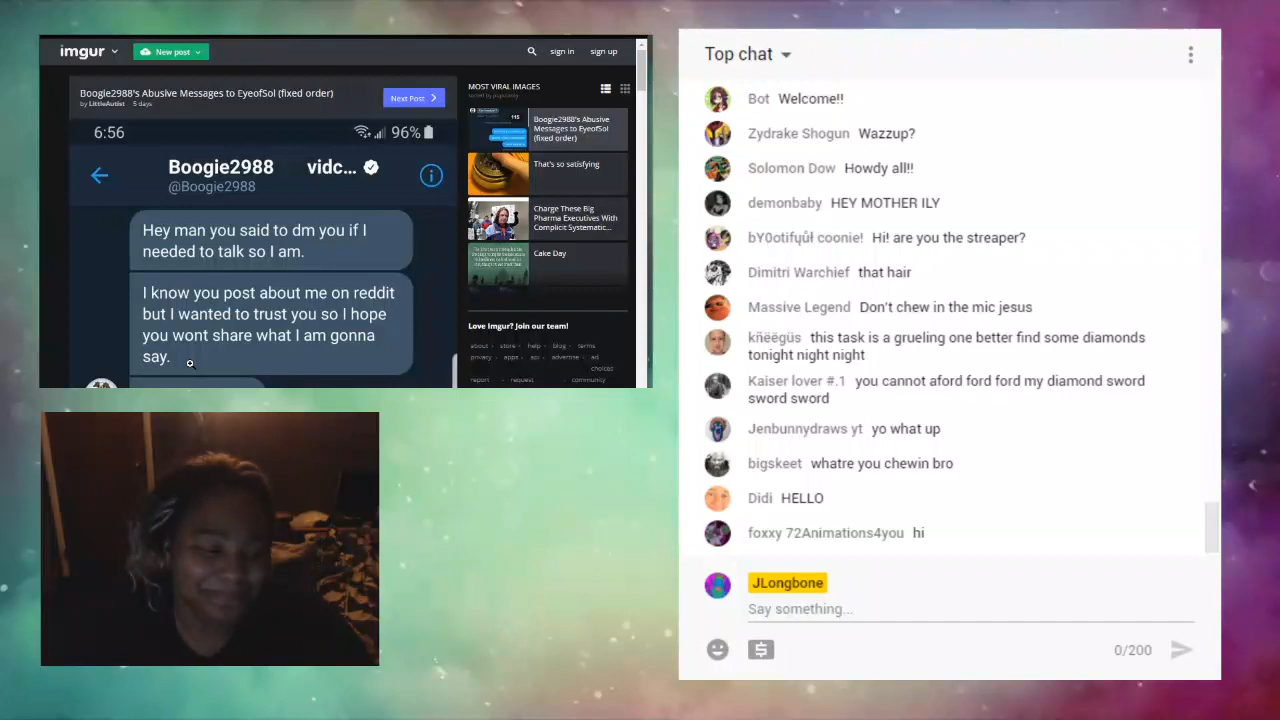 imgur
New post
sign in
sign up
Boogie2988's Abusive Messages to EyeofSol (fixed order)
by LittleAutist 5 days
Next Post
6:56
96%
Boogie2988 vidc...
@Boogie2988
Hey man you said to dm you if I
needed to talk so I am.
I know you post about me on reddit
but I wanted to trust you so I hope
you wont share what I am gonna
say.
MOST VIRAL IMAGES
sorted by popularity
Boogie2988's Abusive
Messages to EyeofSol
(fixed order)
That's so satisfying
Charge These Big
Pharma Executives With
Complicit Systematic...
Cake Day
Love Imgur? Join our team!
about store help blog terms
privacy apps api advertise ad
choices
report request community
Top chat
Bot Welcome!!
Zydrake Shogun Wazzup?
Solomon Dow Howdy all!!
demonbaby HEY MOTHER ILY
bY0otifųůł coonie! Hi! are you the streaper?
Dimitri Warchief that hair
Massive Legend Don't chew in the mic jesus
kñëëgüs this task is a grueling one better find some diamonds
tonight night night
Kaiser lover #.1 you cannot aford ford ford my diamond sword
sword sword
Jenbunnydraws yt yo what up
bigskeet whatre you chewin bro
Didi HELLO
foxxy 72Animations4you hi
JLongbone
Say something...
0/200